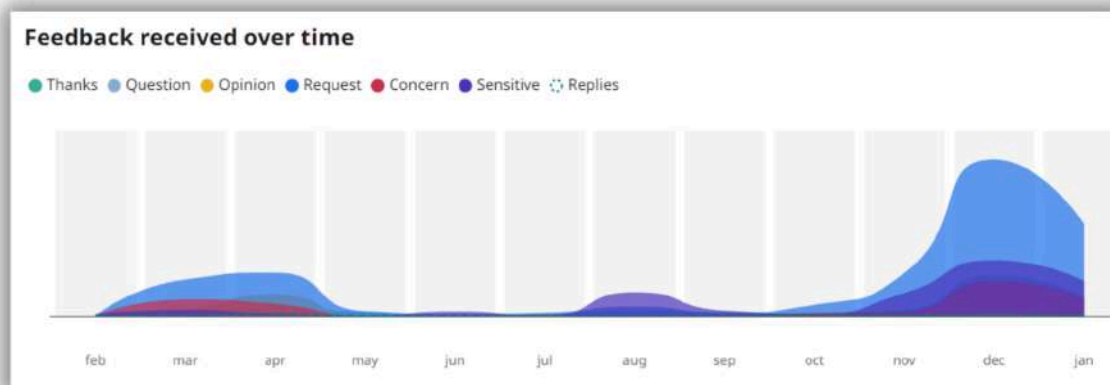 Feedback received over time
Thanks Question Opinion Request Concern Sensitive Replies
feb mar apr may jun jul aug sep oct nov dec jan